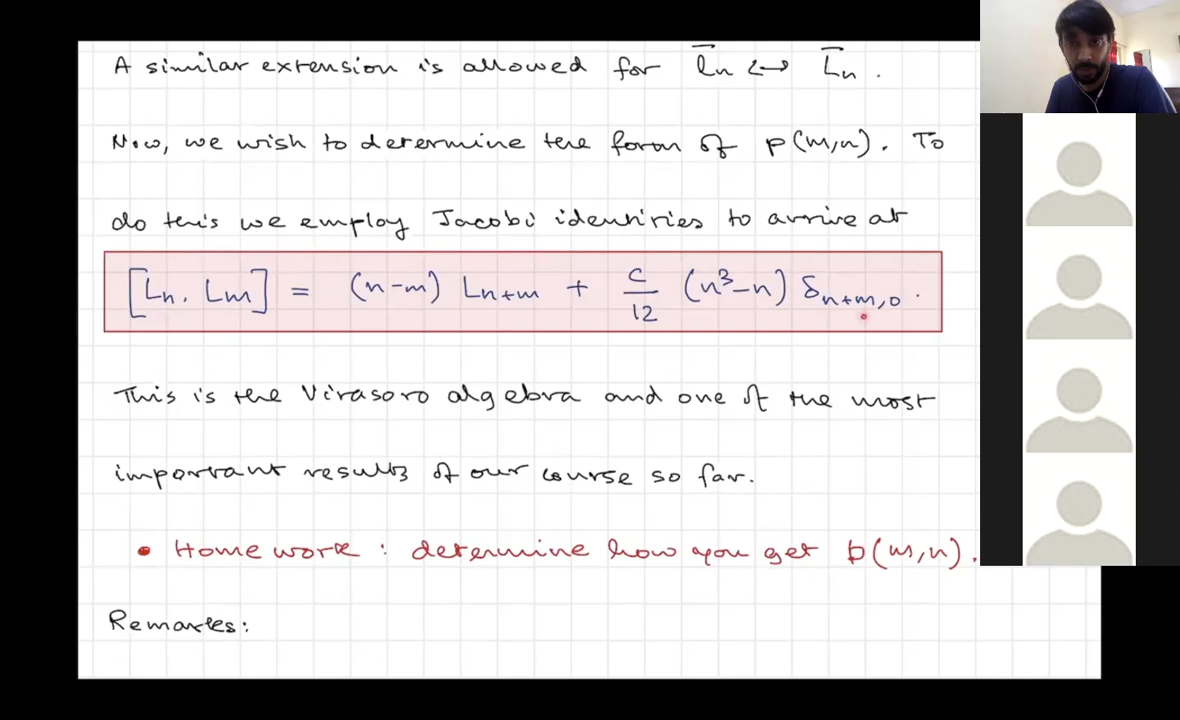 A similar extension is allowed for l̄n ↔ L̄n .
Now, we wish to determine the form of p(m,n). To
do this we employ Jacobi identities to arrive at
[Ln, Lm] = (n-m) Ln+m + c/12 (n³-n) δn+m,0 .
This is the Virasoro algebra and one of the most
important results of our course so far.
• Homework : determine how you get p(m,n).
Remarks: